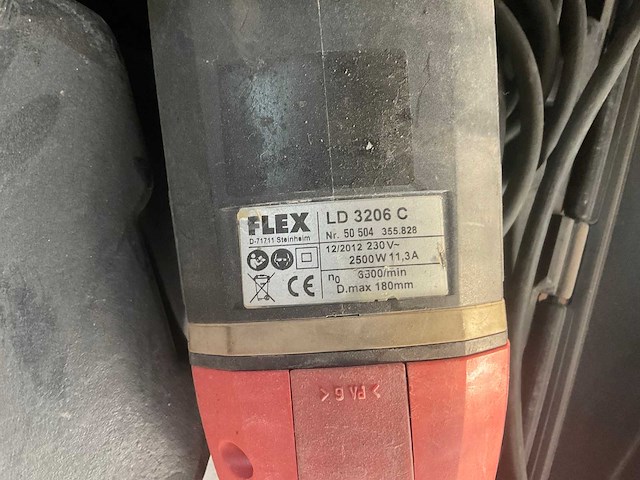 FLEX
D-71711 Steinheim
LD 3206 C
Nr. 50 504 355.828
12/2012 230V~
2500W 11,3A
n0 6600/min
D.max 180mm
CE
>PA 6<